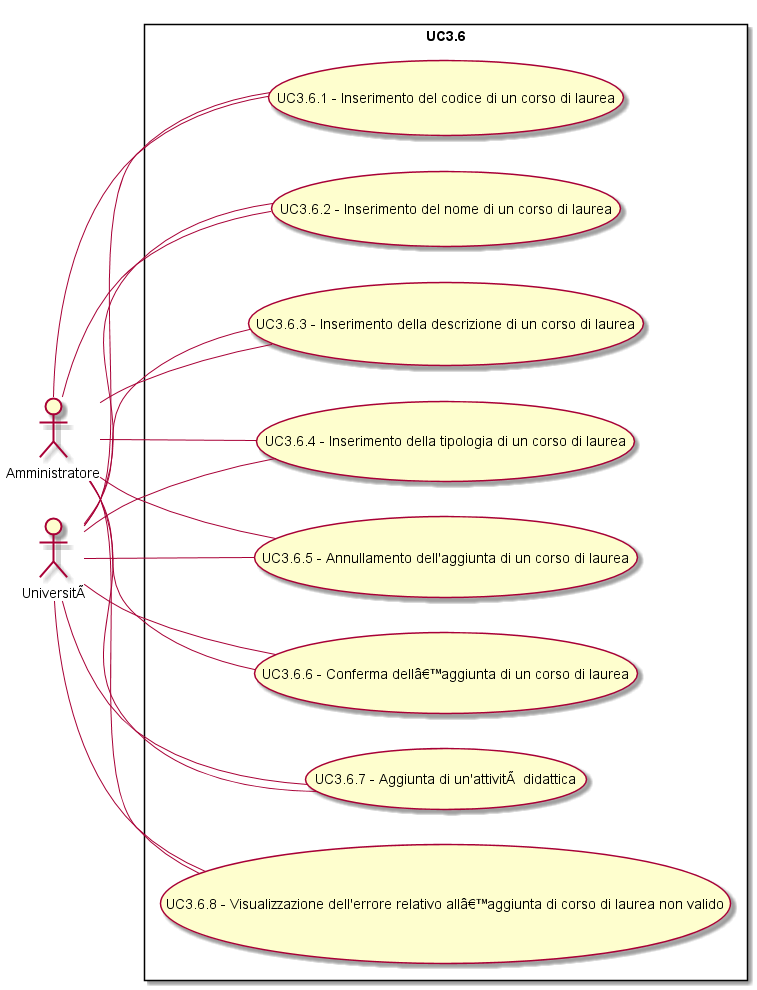 UC3.6
UC3.6.1 - Inserimento del codice di un corso di laurea
UC3.6.2 - Inserimento del nome di un corso di laurea
UC3.6.3 - Inserimento della descrizione di un corso di laurea
UC3.6.4 - Inserimento della tipologia di un corso di laurea
Amministratore
UC3.6.5 - Annullamento dell'aggiunta di un corso di laurea
UniversitÃ
UC3.6.6 - Conferma dellâ€™aggiunta di un corso di laurea
UC3.6.7 - Aggiunta di un'attivitÃ  didattica
UC3.6.8 - Visualizzazione dell'errore relativo allâ€™aggiunta di corso di laurea non valido